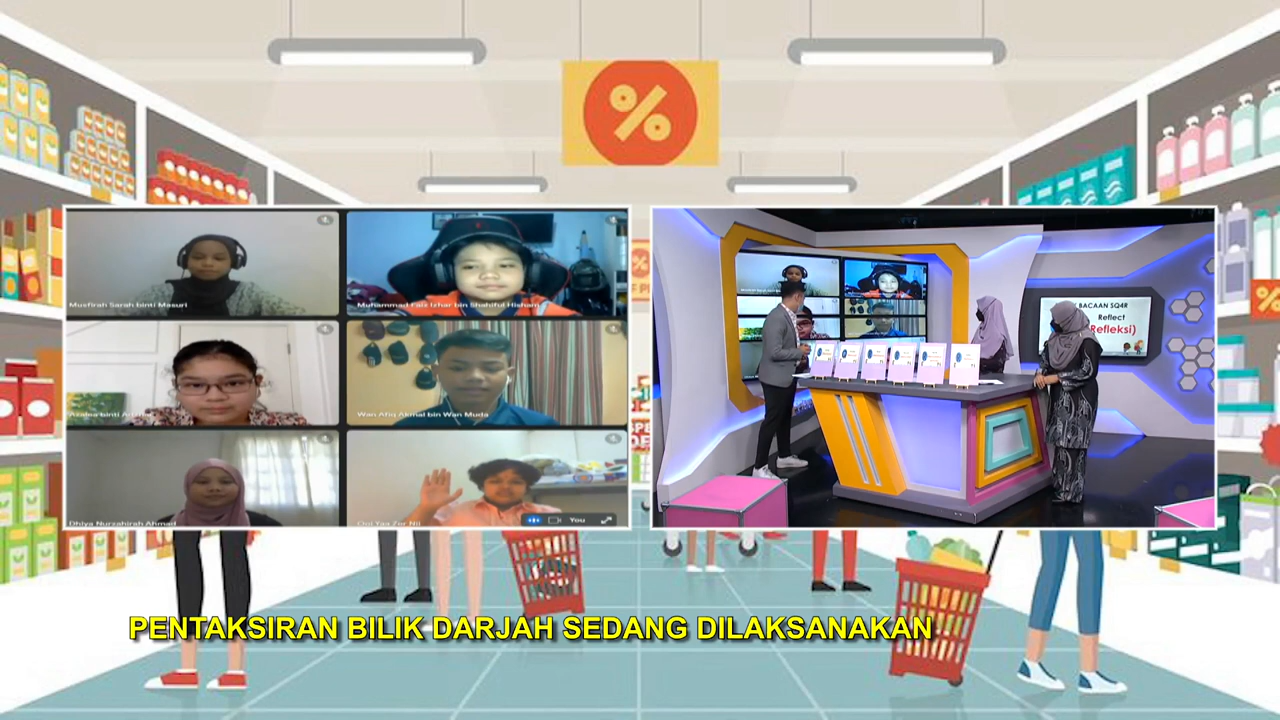 %
Musfirah Sarah binti Masuri
Muhammad Faiz Izhar bin Shahiful Hisham
Wan Afiq Akmal bin Wan Muda
Dhiya Nurzahirah Ahmad
You
BACAAN SQ4R
Reflect
Refleksi)
PENTAKSIRAN BILIK DARJAH SEDANG DILAKSANAKAN